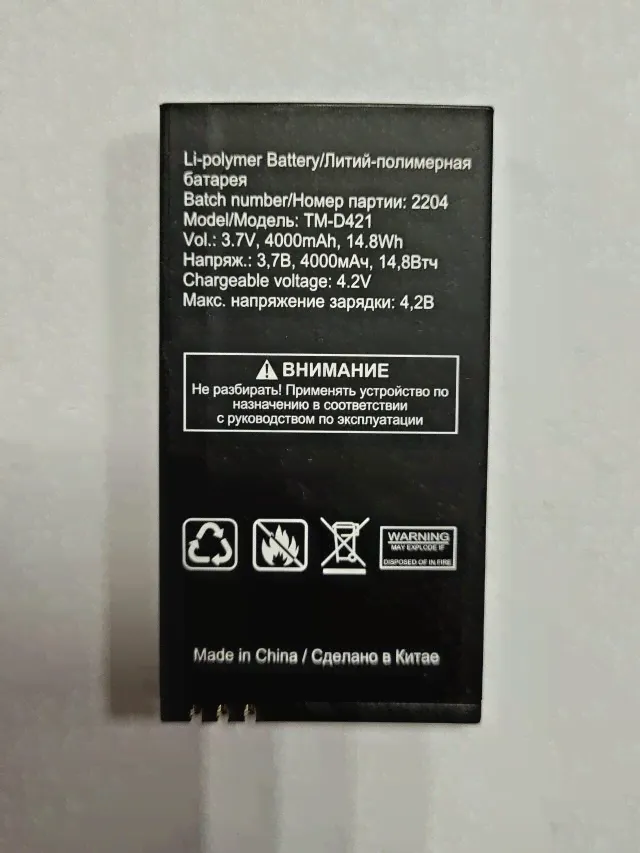 Li-polymer Battery/Литий-полимерная
батарея
Batch number/Номер партии: 2204
Model/Модель: TM-D421
Vol.: 3.7V, 4000mAh, 14.8Wh
Напряж.: 3,7В, 4000мАч, 14,8Втч
Chargeable voltage: 4.2V
Макс. напряжение зарядки: 4,2В
ВНИМАНИЕ
Не разбирать! Применять устройство по
назначению в соответствии
с руководством по эксплуатации
WARNING
MAY EXPLODE IF
DISPOSED OF IN FIRE
Made in China / Сделано в Китае